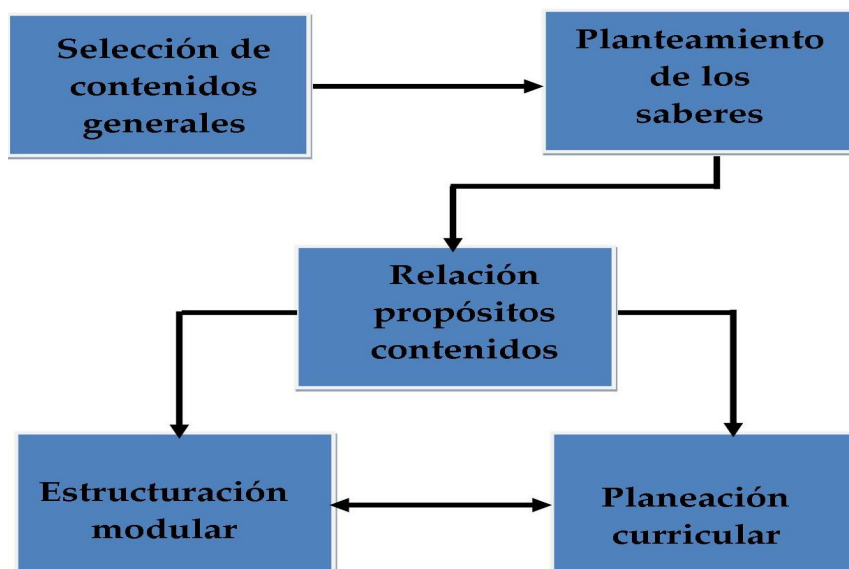 Selección de
contenidos
generales
Planteamiento
de los
saberes
Relación
propósitos
contenidos
Estructuración
modular
Planeación
curricular